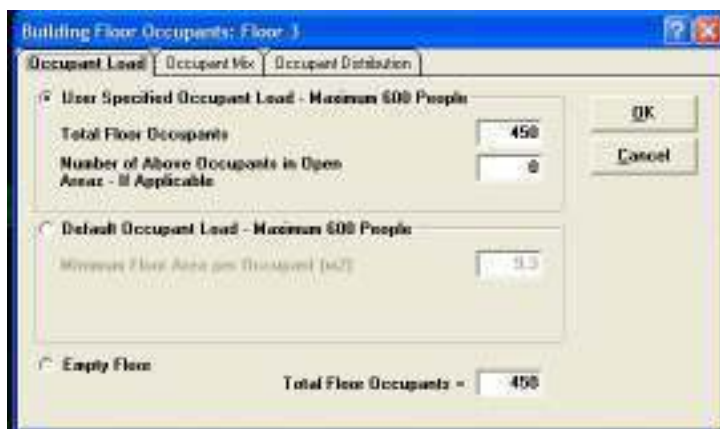 Building Floor Occupants: Floor 3
Occupant Load Occupant Mix Occupant Distribution
User Specified Occupant Load - Maximum 600 People
Total Floor Occupants 450
Number of Above Occupants in Open Areas - If Applicable 0
Default Occupant Load - Maximum 600 People
Minimum Floor Area per Occupant (m2) 9.3
Empty Floor
Total Floor Occupants = 450
OK
Cancel